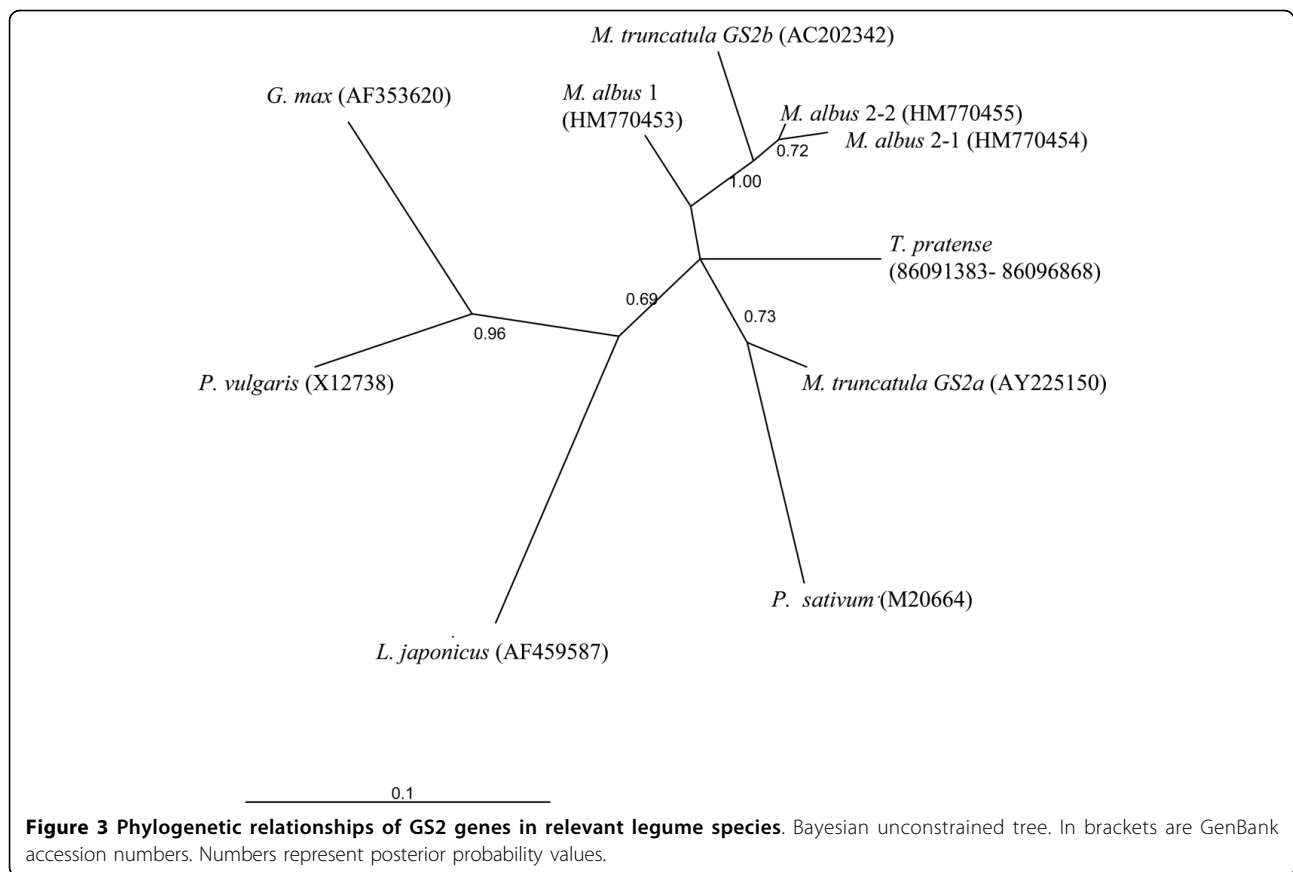 M. truncatula GS2b (AC202342)
G. max (AF353620)
M. albus 1
(HM770453)
M. albus 2-2 (HM770455)
M. albus 2-1 (HM770454)
0.72
1.00
T. pratense
(86091383- 86096868)
0.69
0.73
0.96
P. vulgaris (X12738)
M. truncatula GS2a (AY225150)
P. sativum (M20664)
L. japonicus (AF459587)
0.1
Figure 3 Phylogenetic relationships of GS2 genes in relevant legume species. Bayesian unconstrained tree. In brackets are GenBank
accession numbers. Numbers represent posterior probability values.